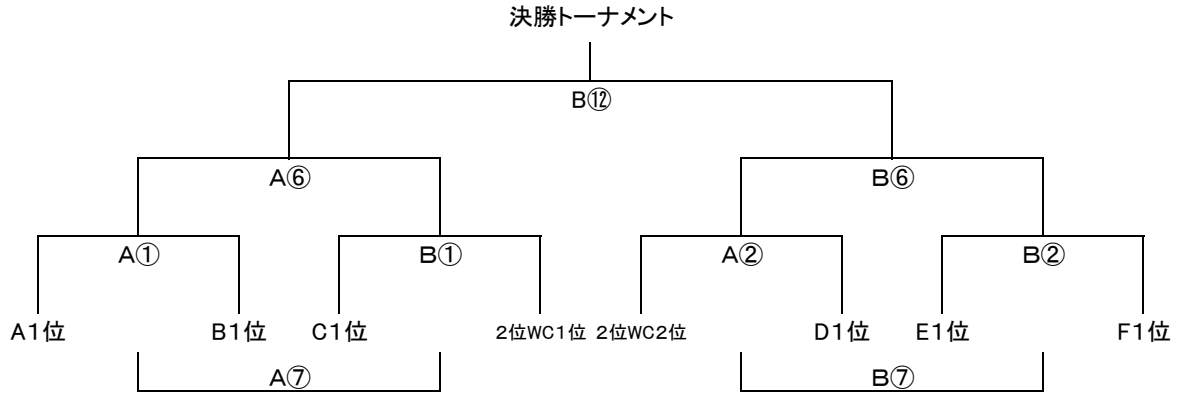 決勝トーナメント
B⑫
A⑥ B⑥
A① B① A② B②
A1位 B1位 C1位 2位WC1位 2位WC2位 D1位 E1位 F1位
A⑦ B⑦